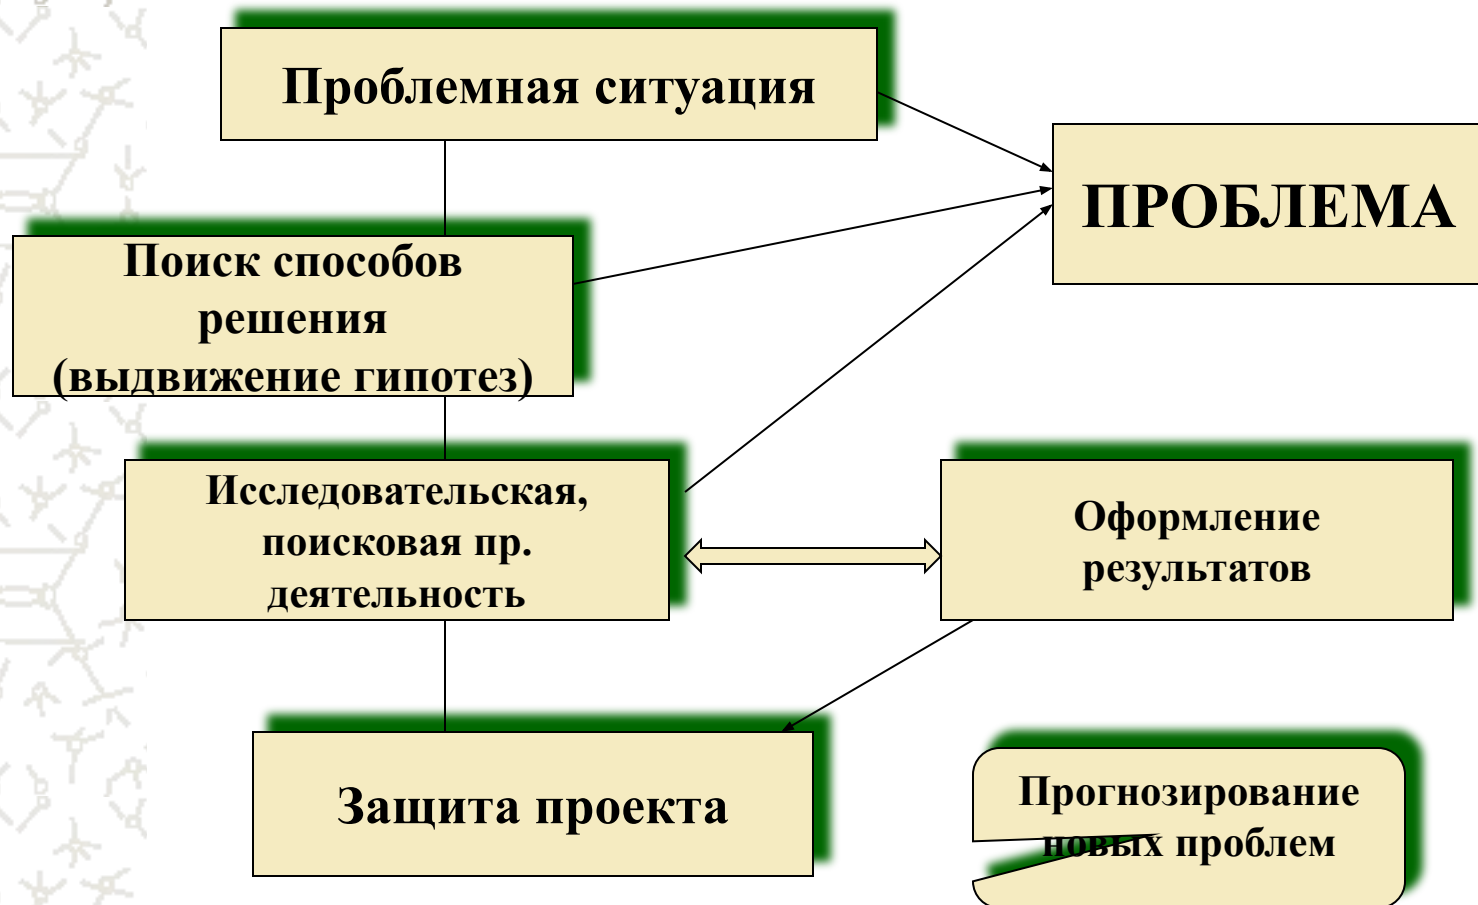 Проблемная ситуация
ПРОБЛЕМА
Поиск способов
решения
(выдвижение гипотез)
Исследовательская,
поисковая пр.
деятельность
Оформление
результатов
Защита проекта
Прогнозирование
новых проблем